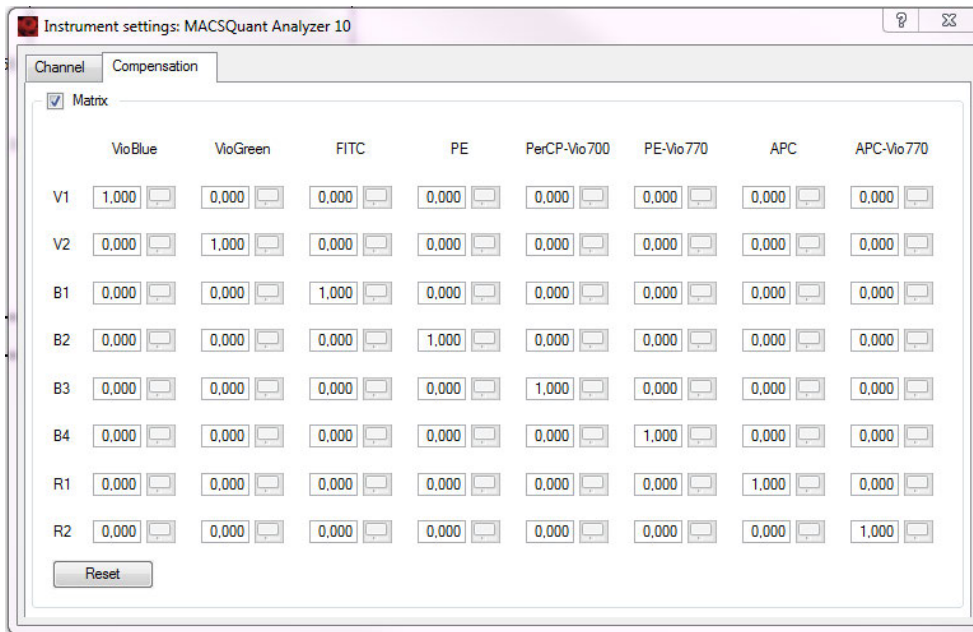 Instrument settings: MACSQuant Analyzer 10
Channel Compensation
Matrix
VioBlue VioGreen FITC PE PerCP-Vio700 PE-Vio770 APC APC-Vio770
V1 1,000 0,000 0,000 0,000 0,000 0,000 0,000 0,000
V2 0,000 1,000 0,000 0,000 0,000 0,000 0,000 0,000
B1 0,000 0,000 1,000 0,000 0,000 0,000 0,000 0,000
B2 0,000 0,000 0,000 1,000 0,000 0,000 0,000 0,000
B3 0,000 0,000 0,000 0,000 1,000 0,000 0,000 0,000
B4 0,000 0,000 0,000 0,000 0,000 1,000 0,000 0,000
R1 0,000 0,000 0,000 0,000 0,000 0,000 1,000 0,000
R2 0,000 0,000 0,000 0,000 0,000 0,000 0,000 1,000
Reset